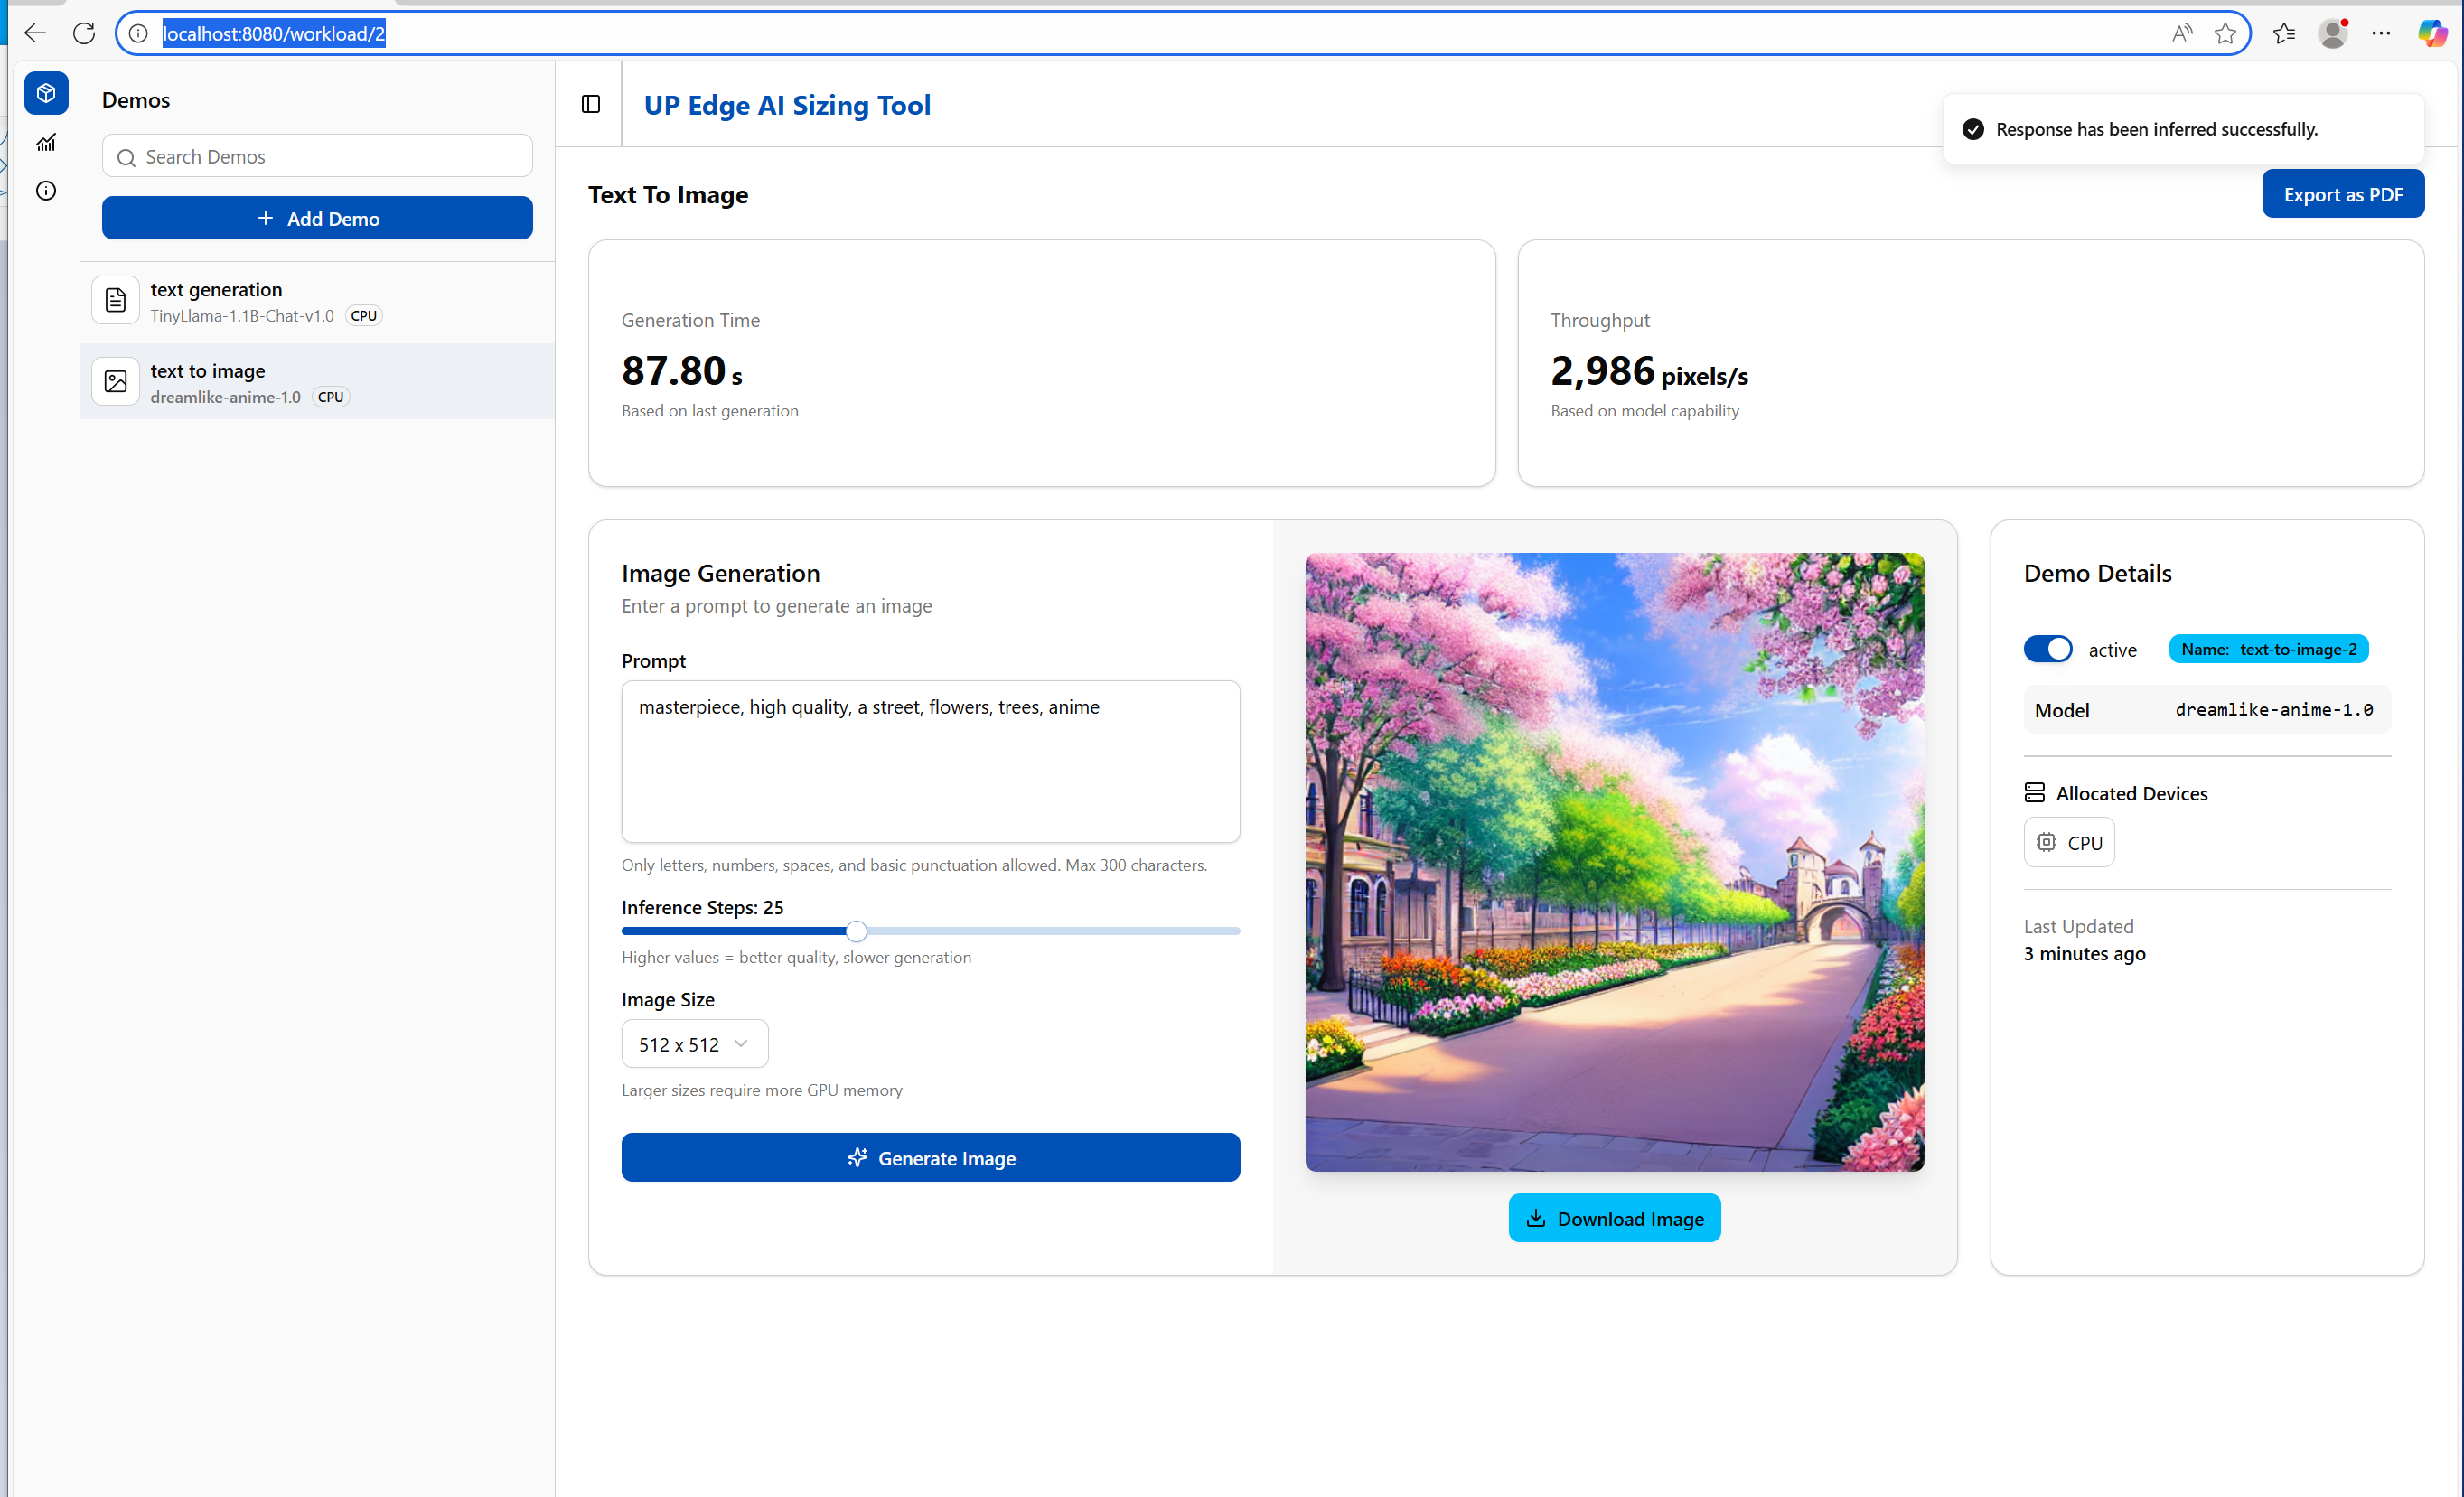 localhost:8080/workload/2
Demos
Search Demos
+ Add Demo
text generation
TinyLlama-1.1B-Chat-v1.0 CPU
text to image
dreamlike-anime-1.0 CPU
UP Edge AI Sizing Tool
Response has been inferred successfully.
Text To Image
Export as PDF
Generation Time
87.80 s
Based on last generation
Throughput
2,986 pixels/s
Based on model capability
Image Generation
Enter a prompt to generate an image
Prompt
masterpiece, high quality, a street, flowers, trees, anime
Only letters, numbers, spaces, and basic punctuation allowed. Max 300 characters.
Inference Steps: 25
Higher values = better quality, slower generation
Image Size
512 x 512
Larger sizes require more GPU memory
Generate Image
Download Image
Demo Details
active Name: text-to-image-2
Model dreamlike-anime-1.0
Allocated Devices
CPU
Last Updated
3 minutes ago